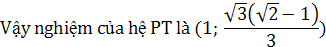 Vậy nghiệm của hệ PT là (1; √3(√2 − 1)/3)